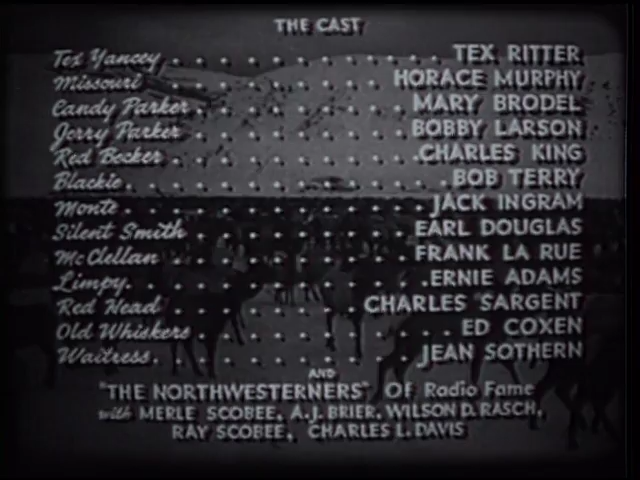 THE CAST
Tex Yancey . . . . . . . . . . . . TEX RITTER
Missouri . . . . . . . . . . HORACE MURPHY
Candy Parker . . . . . . . . . . MARY BRODEL
Jerry Parker . . . . . . . . . . BOBBY LARSON
Red Becker . . . . . . . . . . . CHARLES KING
Blackie . . . . . . . . . . . . . . BOB TERRY
Monte . . . . . . . . . . . . . JACK INGRAM
Silent Smith . . . . . . . . . . EARL DOUGLAS
McClellan . . . . . . . . . . . FRANK LA RUE
Limpy . . . . . . . . . . . . . ERNIE ADAMS
Red Head . . . . . . . . . CHARLES SARGENT
Old Whiskers . . . . . . . . . . . . ED COXEN
Waitress . . . . . . . . . . . . JEAN SOTHERN
AND
"THE NORTHWESTERNERS" OF Radio Fame
with MERLE SCOBEE, A.J. BRIER, WILSON D. RASCH,
RAY SCOBEE, CHARLES L. DAVIS